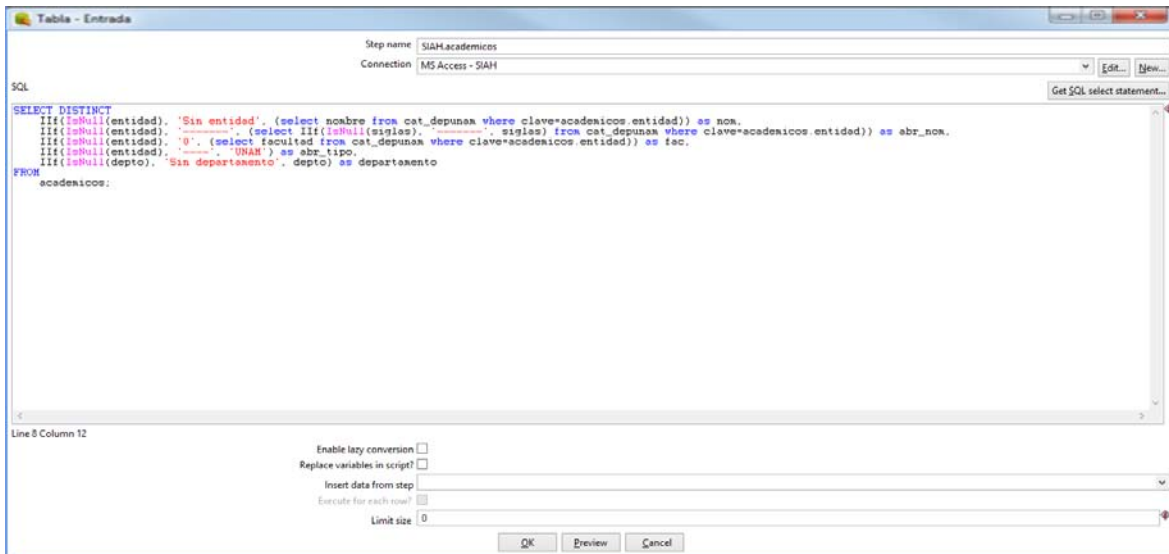 Tabla - Entrada
Step name SIAH.academicos
Connection MS Access - SIAH Edit... New...
SQL Get SQL select statement...
SELECT DISTINCT
IIf(IsNull(entidad), 'Sin entidad', (select nombre from cat_depunam where clave=academicos.entidad)) as nom,
IIf(IsNull(entidad), '-------', (select IIf(IsNull(siglas), '-------', siglas) from cat_depunam where clave=academicos.entidad)) as abr_nom,
IIf(IsNull(entidad), '0', (select facultad from cat_depunam where clave=academicos.entidad)) as fac,
IIf(IsNull(entidad), '----', 'UNAM') as abr_tipo,
IIf(IsNull(depto), 'Sin departamento', depto) as departamento
FROM
academicos;
Line 8 Column 12
Enable lazy conversion
Replace variables in script?
Insert data from step
Execute for each row?
Limit size 0
OK Preview Cancel